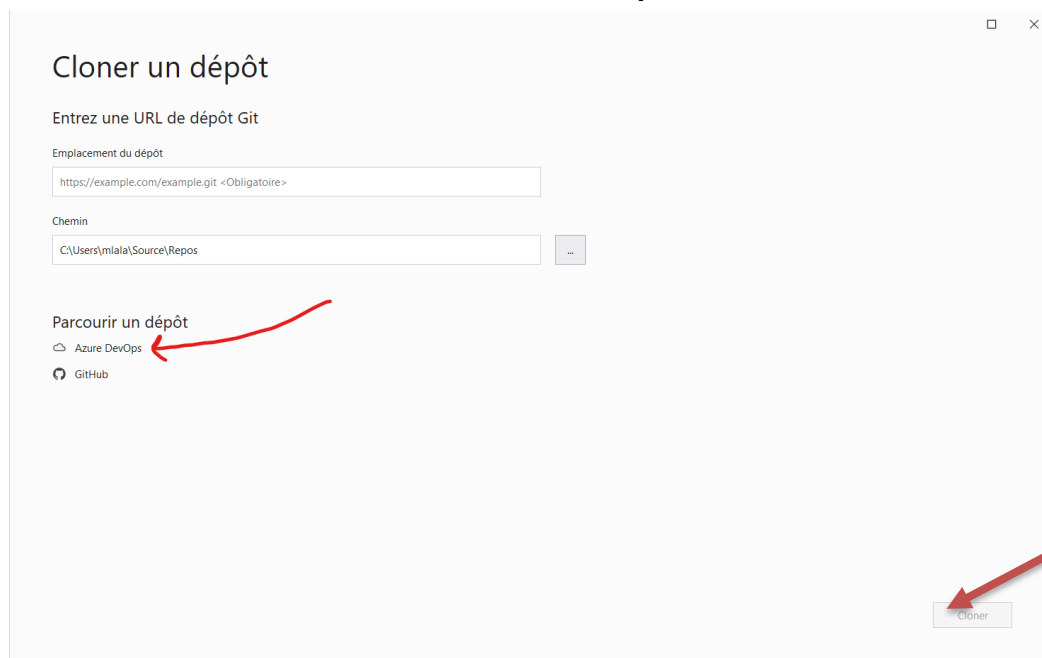 Cloner un dépôt
Entrez une URL de dépôt Git
Emplacement du dépôt
https://example.com/example.git <Obligatoire>
Chemin
C:\Users\mlala\Source\Repos
...
Parcourir un dépôt
Azure DevOps
GitHub
Cloner